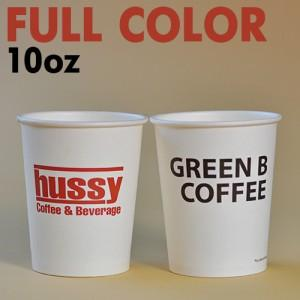 FULL COLOR
10oz
hussy
Coffee & Beverage
GREEN B
COFFEE